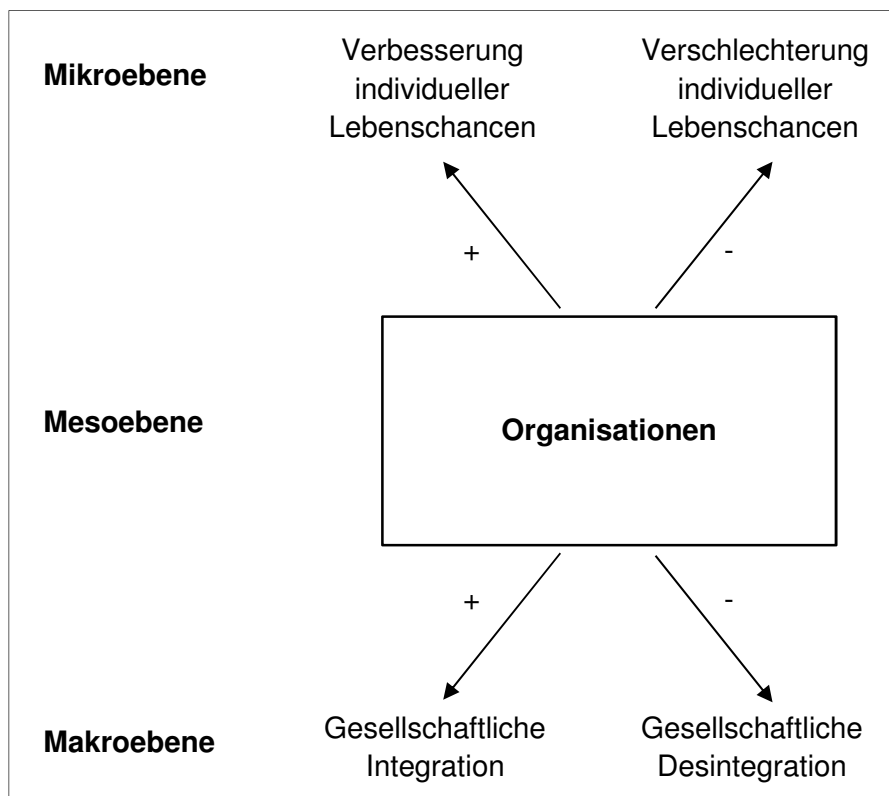 Mikroebene
Verbesserung
individueller
Lebenschancen
Verschlechterung
individueller
Lebenschancen
+
-
Mesoebene
Organisationen
+
-
Makroebene
Gesellschaftliche
Integration
Gesellschaftliche
Desintegration